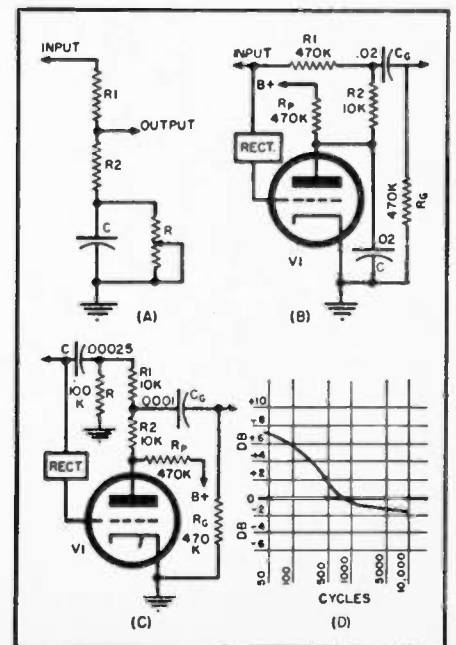 INPUT
R1
OUTPUT
R2
C
R
(A)
INPUT
R1
470K
.02
CG
B+
RP
470K
R2
10K
RECT.
470K
RG
V1
.02
C
(B)
C
.00025
100
K
R
R1
10K
.0001
CG
R2
10K
RP
470K
B+
RECT.
V1
RG
470
K
(C)
+10
+8
+6
+4
+2
0
-2
-4
-6
DB
DB
50
100
500
1000
5000
10,000
CYCLES
(D)